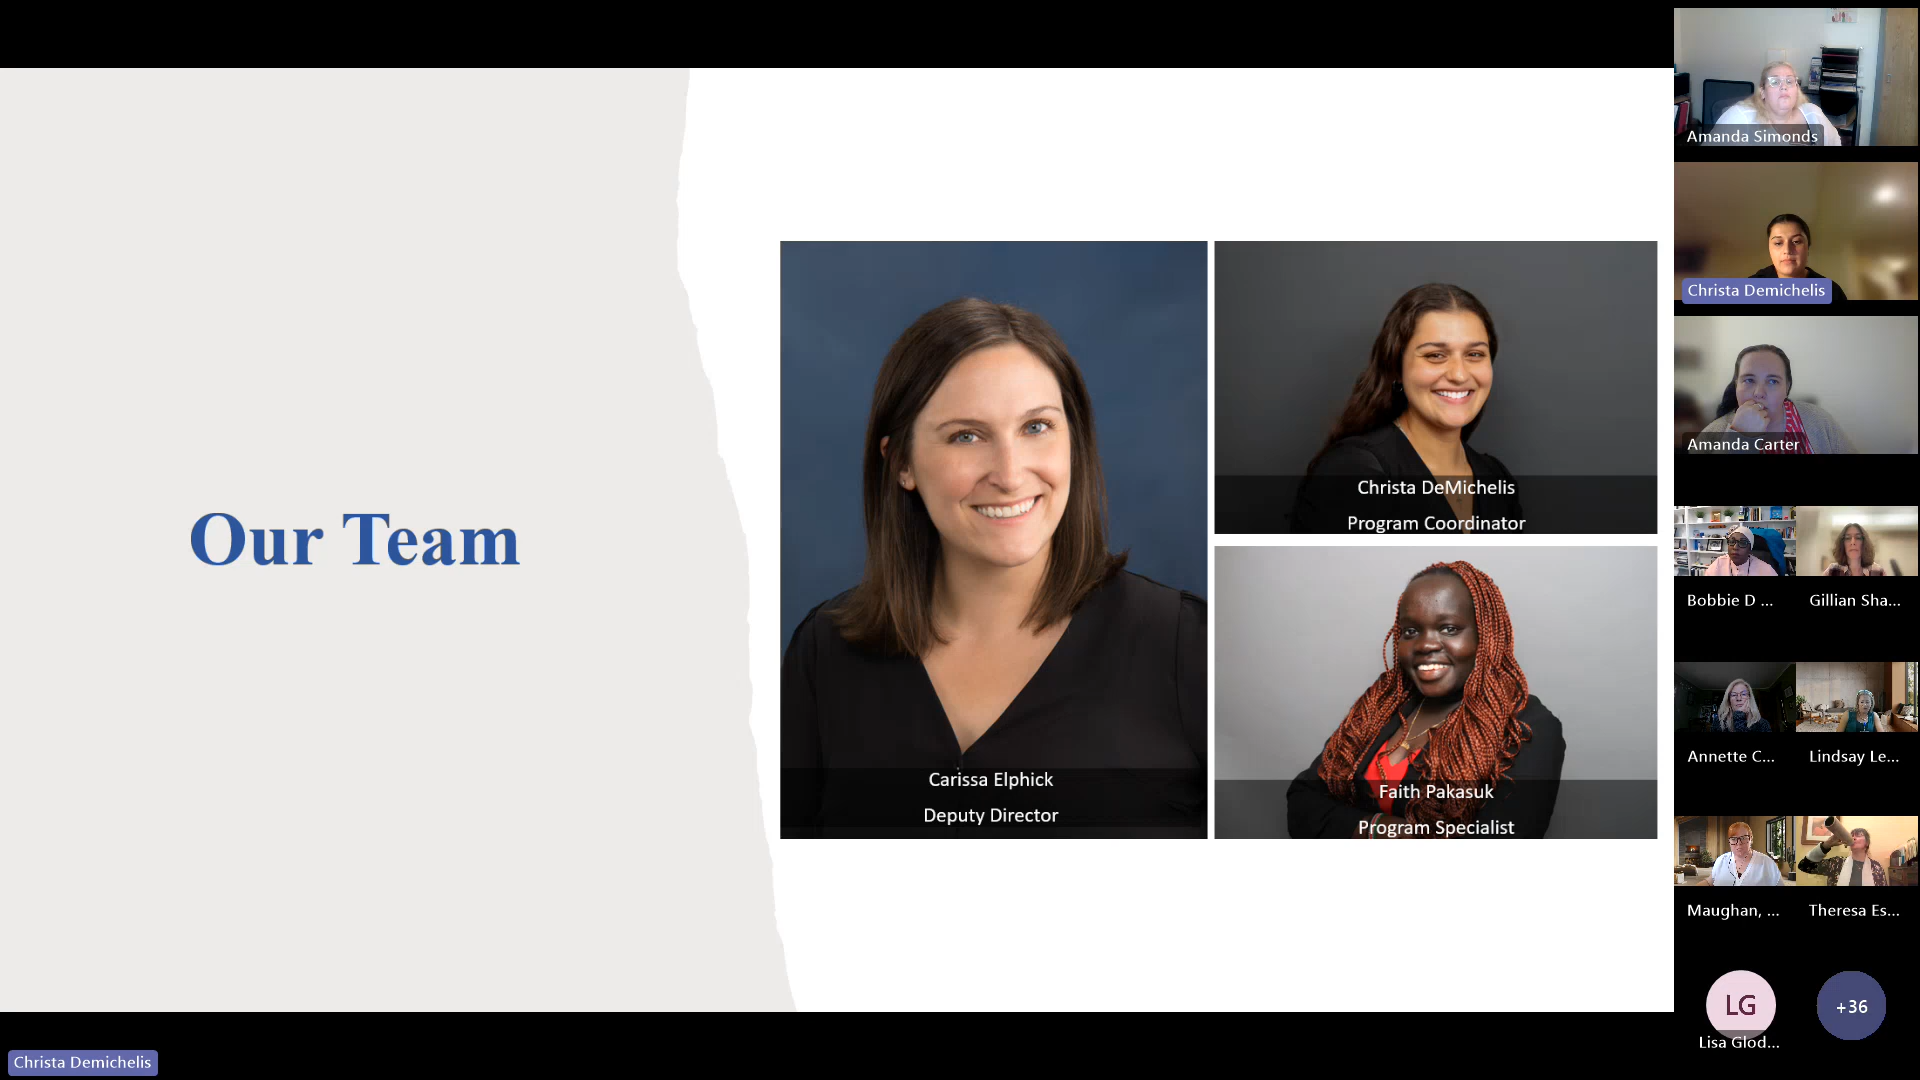 Our Team
Carissa Elphick
Deputy Director
Christa DeMichelis
Program Coordinator
Faith Pakasuk
Program Specialist
Amanda Simonds
Christa Demichelis
Amanda Carter
Bobbie D ...
Gillian Sha...
Annette C...
Lindsay Le...
Maughan, ...
Theresa Es...
LG
Lisa Glod...
+36
Christa Demichelis